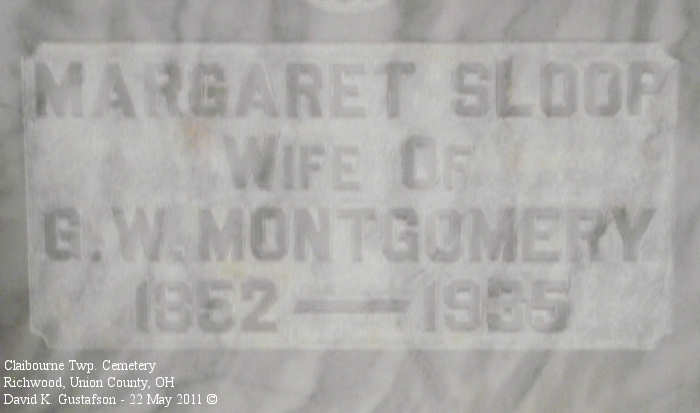 MARGARET SLOOP
WIFE OF
G.W. MONTGOMERY
1852 — 1935
Claibourne Twp. Cemetery
Richwood, Union County, OH
David K. Gustafson - 22 May 2011 ©